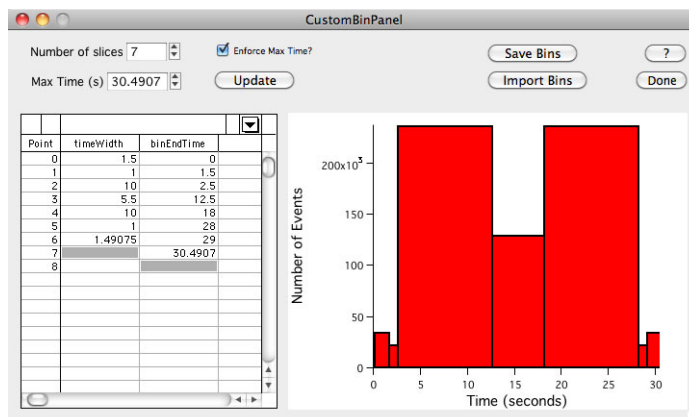 CustomBinPanel
Number of slices 7
Enforce Max Time?
Save Bins
?
Max Time (s) 30.4907
Update
Import Bins
Done
Point timeWidth binEndTime
0 1.5 0
1 1 1.5
2 10 2.5
3 5.5 12.5
4 10 18
5 1 28
6 1.49075 29
7 30.4907
8
Number of Events
200x10³
150
100
50
0
0 5 10 15 20 25 30
Time (seconds)